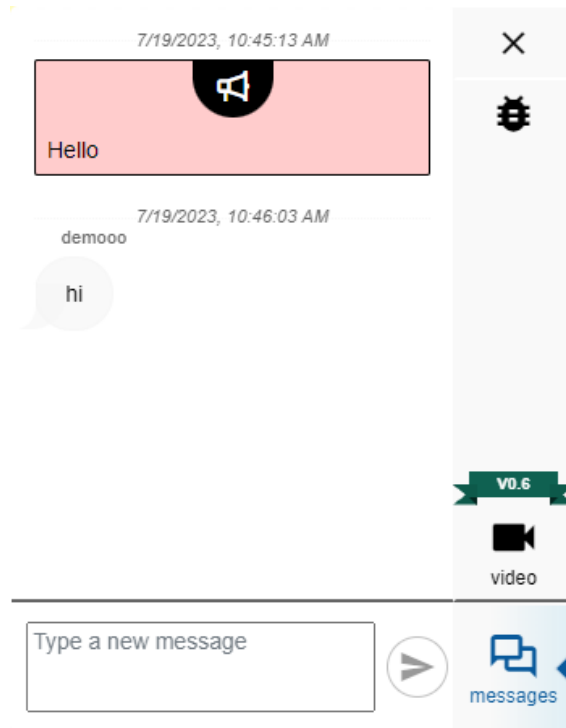 7/19/2023, 10:45:13 AM
Hello
7/19/2023, 10:46:03 AM
demooo
hi
V0.6
video
Type a new message
messages